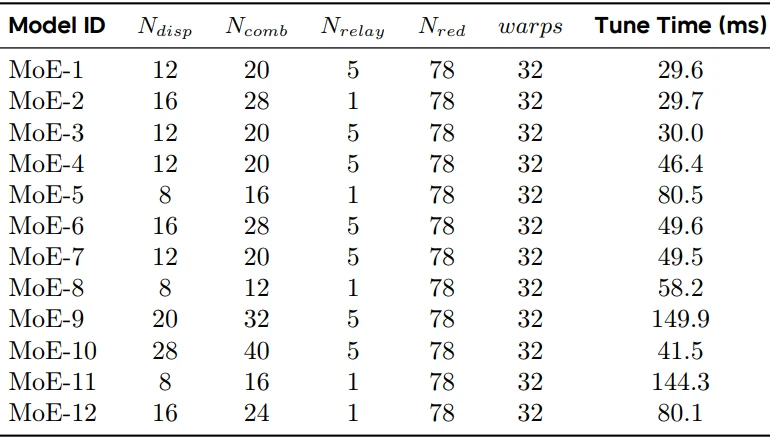 Model ID N_disp N_comb N_relay N_red warps Tune Time (ms)
MoE-1 12 20 5 78 32 29.6
MoE-2 16 28 1 78 32 29.7
MoE-3 12 20 5 78 32 30.0
MoE-4 12 20 5 78 32 46.4
MoE-5 8 16 1 78 32 80.5
MoE-6 16 28 5 78 32 49.6
MoE-7 12 20 5 78 32 49.5
MoE-8 8 12 1 78 32 58.2
MoE-9 20 32 5 78 32 149.9
MoE-10 28 40 5 78 32 41.5
MoE-11 8 16 1 78 32 144.3
MoE-12 16 24 1 78 32 80.1